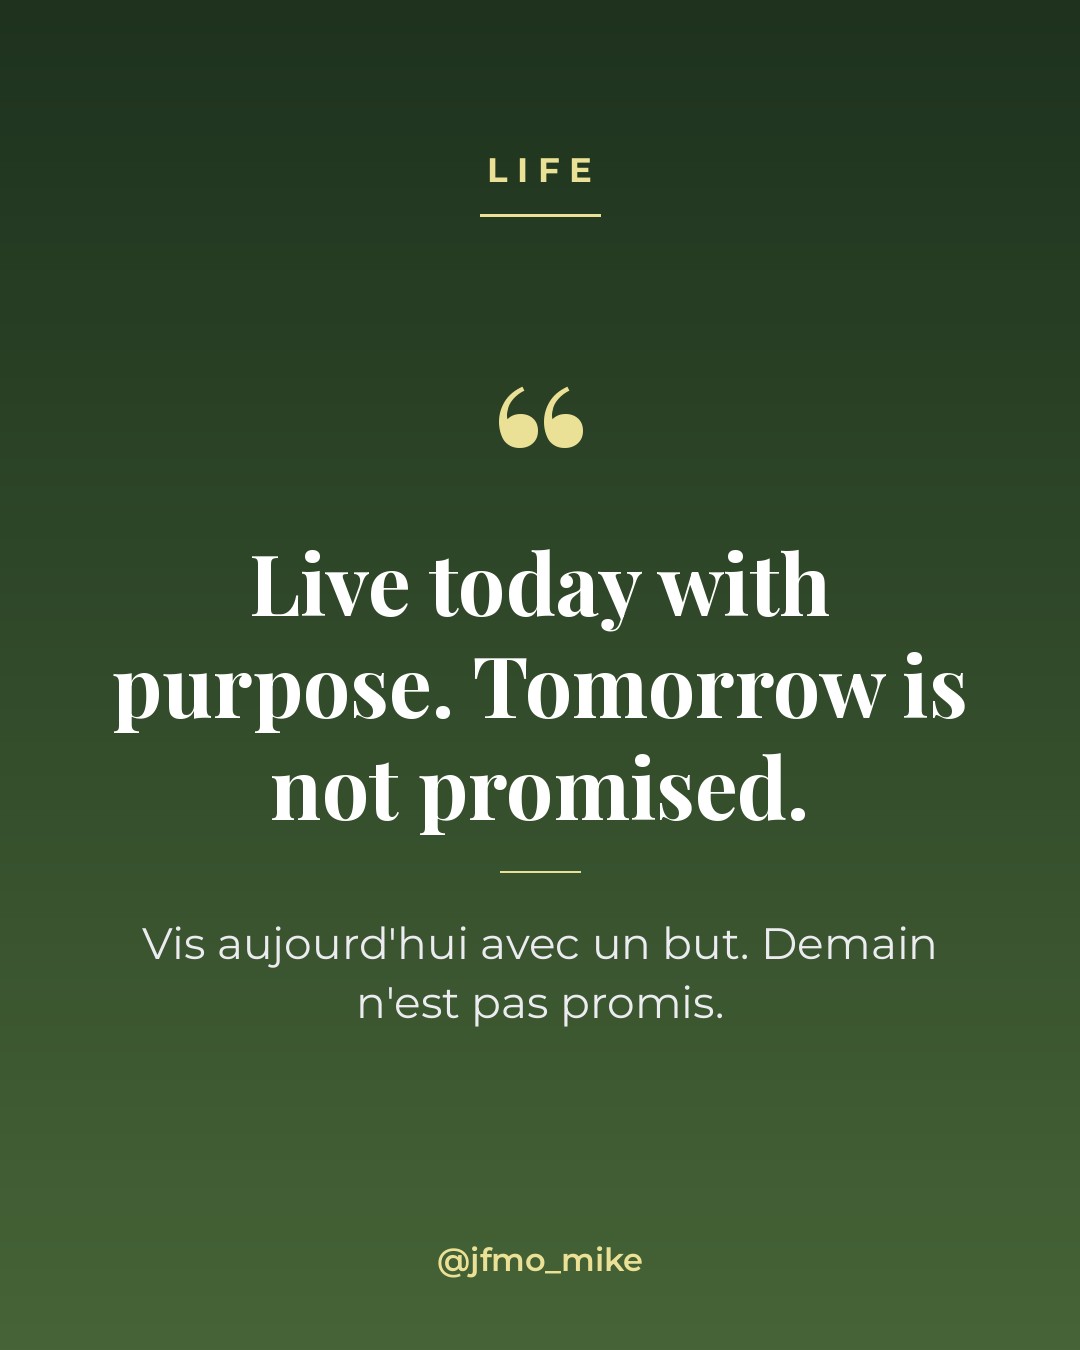 LIFE
“
Live today with
purpose. Tomorrow is
not promised.
Vis aujourd'hui avec un but. Demain
n'est pas promis.
@jfmo_mike